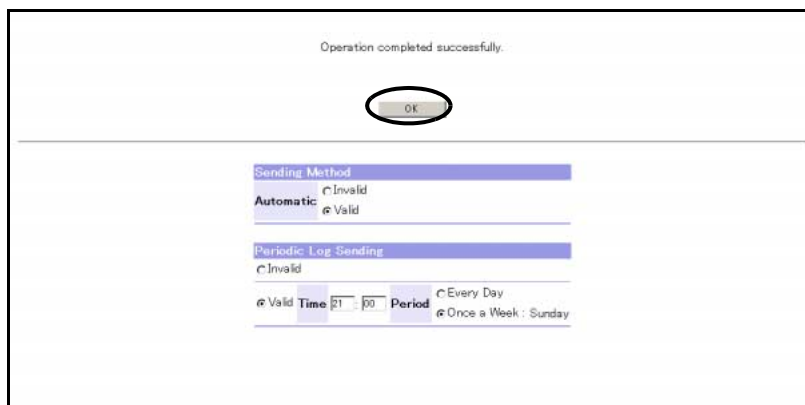 Operation completed successfully.
OK
Sending Method
Automatic
Invalid
Valid
Periodic Log Sending
Invalid
Valid Time 21 : 00 Period
Every Day
Once a Week : Sunday